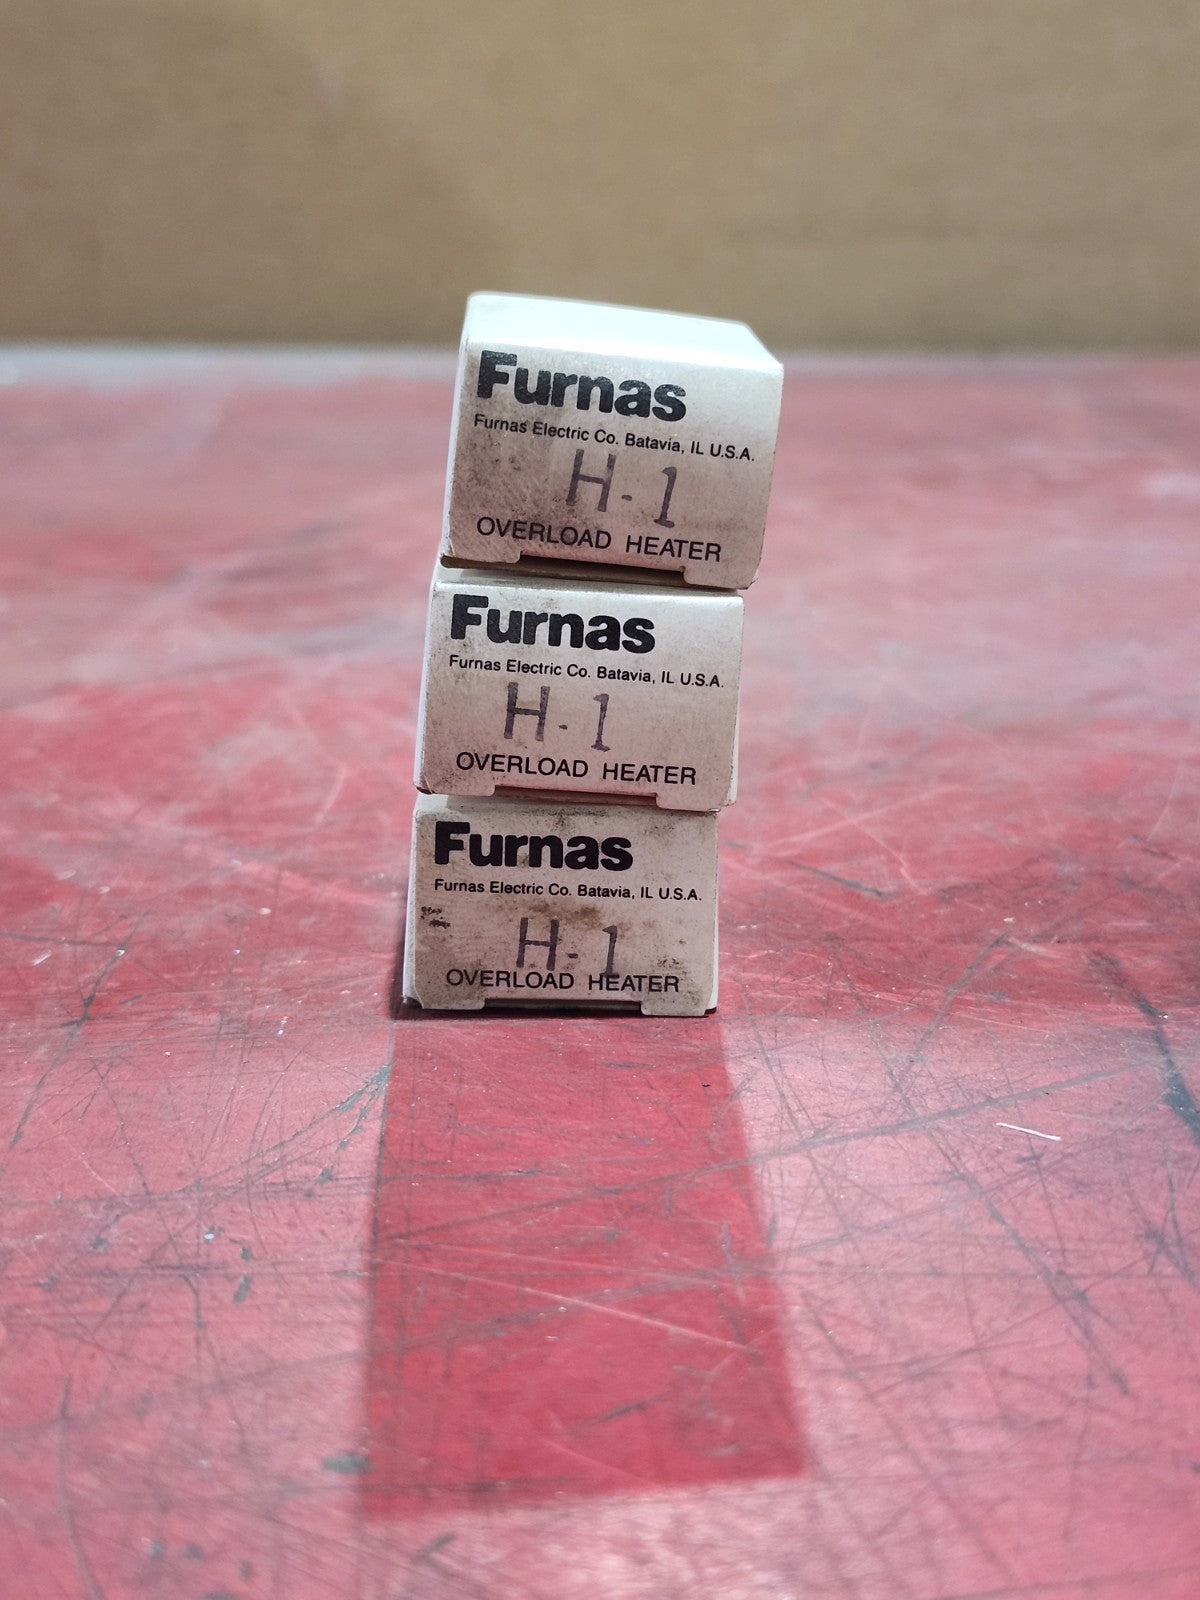 Furnas
Furnas Electric Co. Batavia, IL U.S.A.
H-1
OVERLOAD HEATER
Furnas
Furnas Electric Co. Batavia, IL U.S.A.
H-1
OVERLOAD HEATER
Furnas
Furnas Electric Co. Batavia, IL U.S.A.
H-1
OVERLOAD HEATER